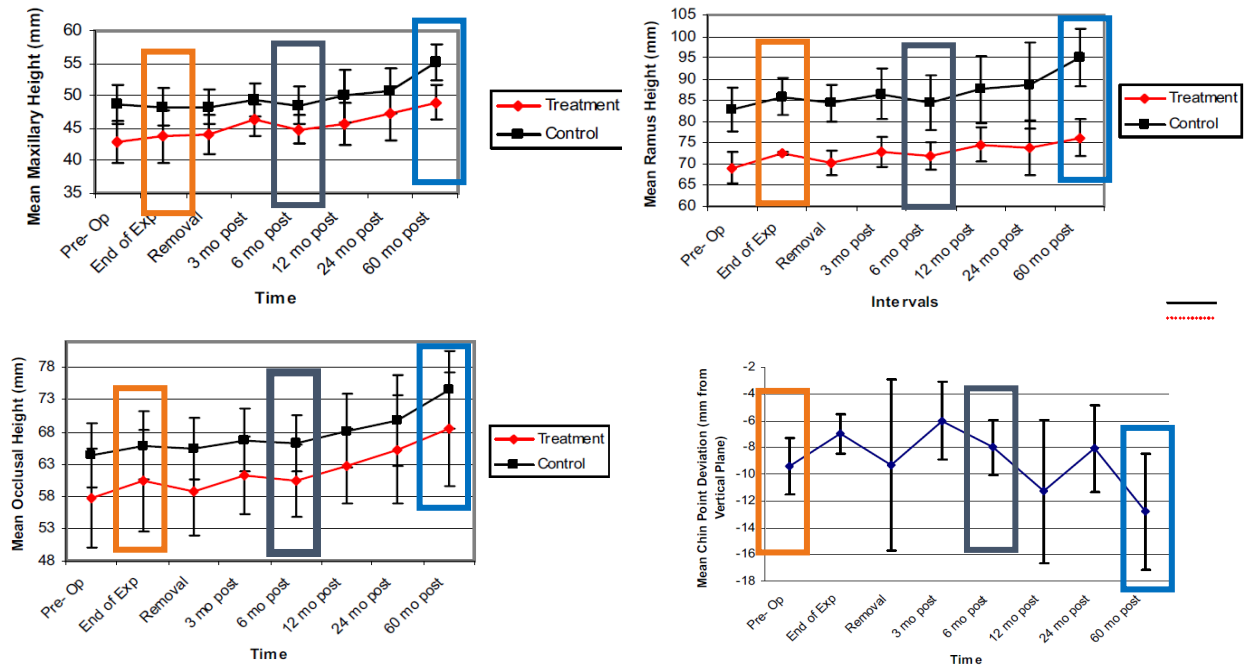 Mean Maxillary Height (mm)
60
55
50
45
40
35
Pre- Op
End of Exp
Removal
3 mo post
6 mo post
12 mo post
24 mo post
60 mo post
Time
Treatment
Control
Mean Ramus Height (mm)
105
100
95
90
85
80
75
70
65
60
Pre- Op
End of Exp
Removal
3 mo post
6 mo post
12 mo post
24 mo post
60 mo post
Intervals
Treatment
Control
Mean Occlusal Height (mm)
78
73
68
63
58
53
48
Pre- Op
End of Exp
Removal
3 mo post
6 mo post
12 mo post
24 mo post
60 mo post
Time
Treatment
Control
Mean Chin Point Deviation (mm from
Vertical Plane)
-2
-4
-6
-8
-10
-12
-14
-16
-18
Pre- Op
End of Exp
Removal
3 mo post
6 mo post
12 mo post
24 mo post
60 mo post
Time